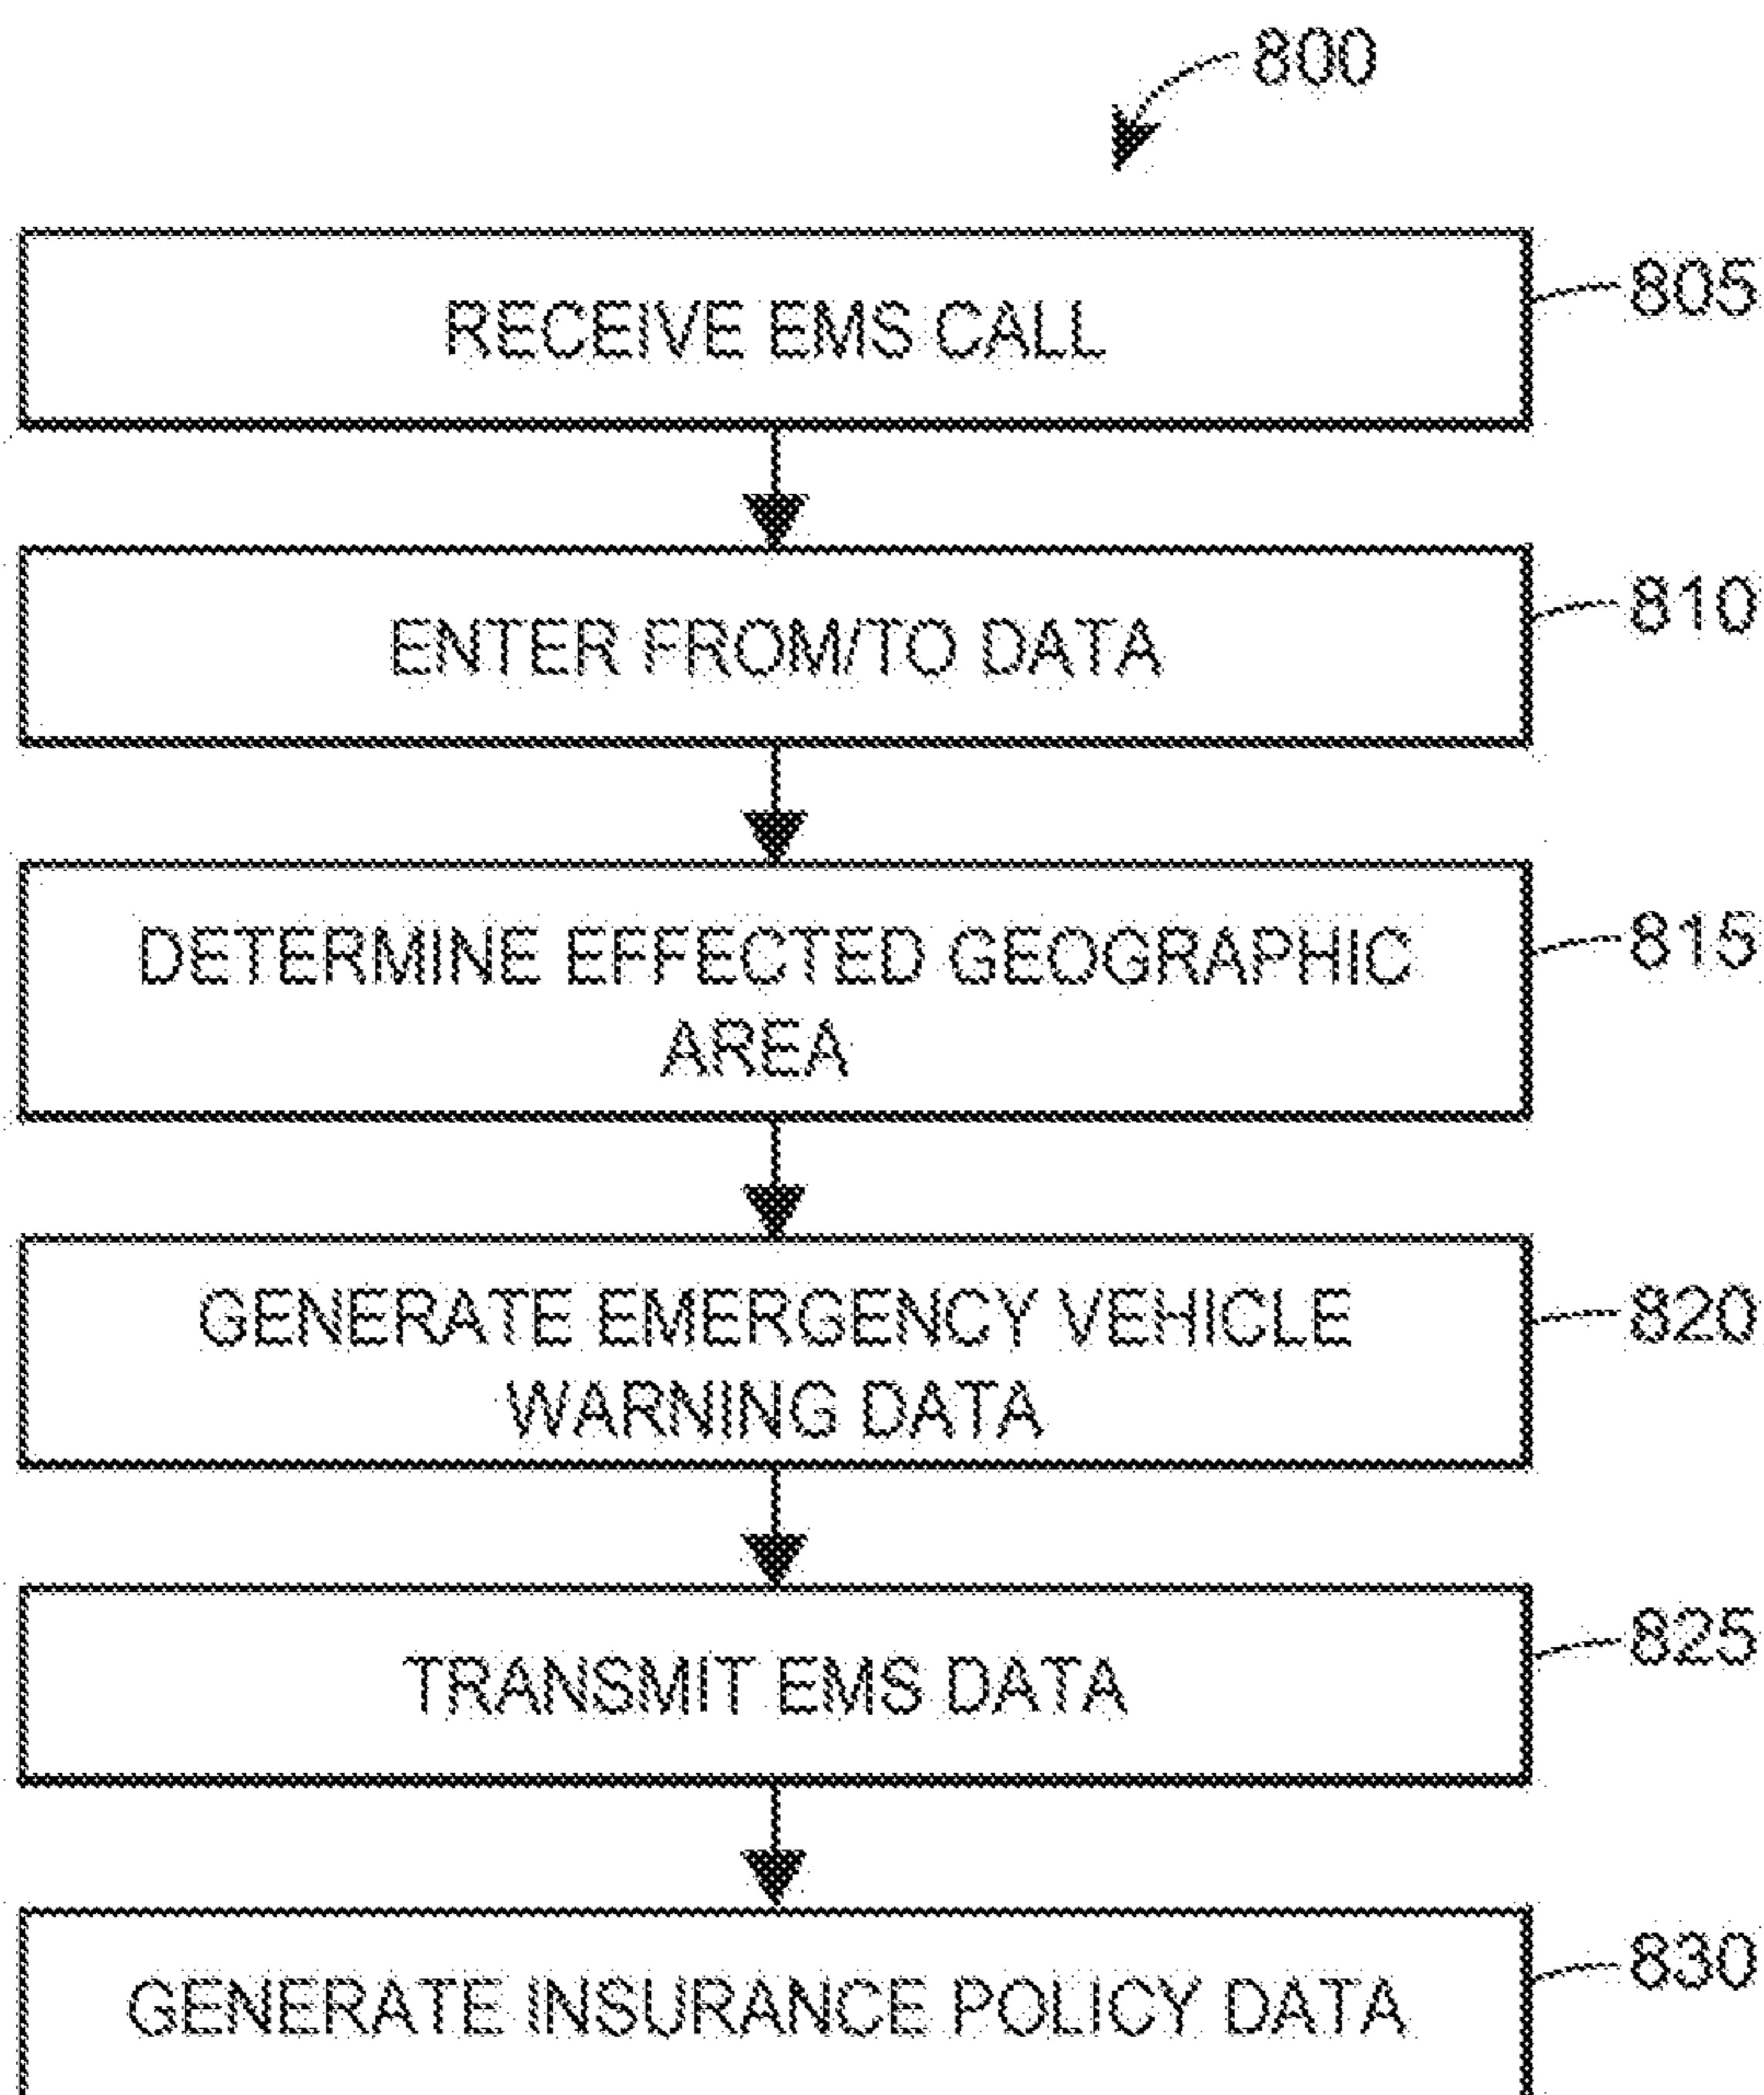 800
RECEIVE EMS CALL
805
ENTER FROM/TO DATA
810
DETERMINE EFFECTED GEOGRAPHIC
AREA
815
GENERATE EMERGENCY VEHICLE
WARNING DATA
820
TRANSMIT EMS DATA
825
GENERATE INSURANCE POLICY DATA
830